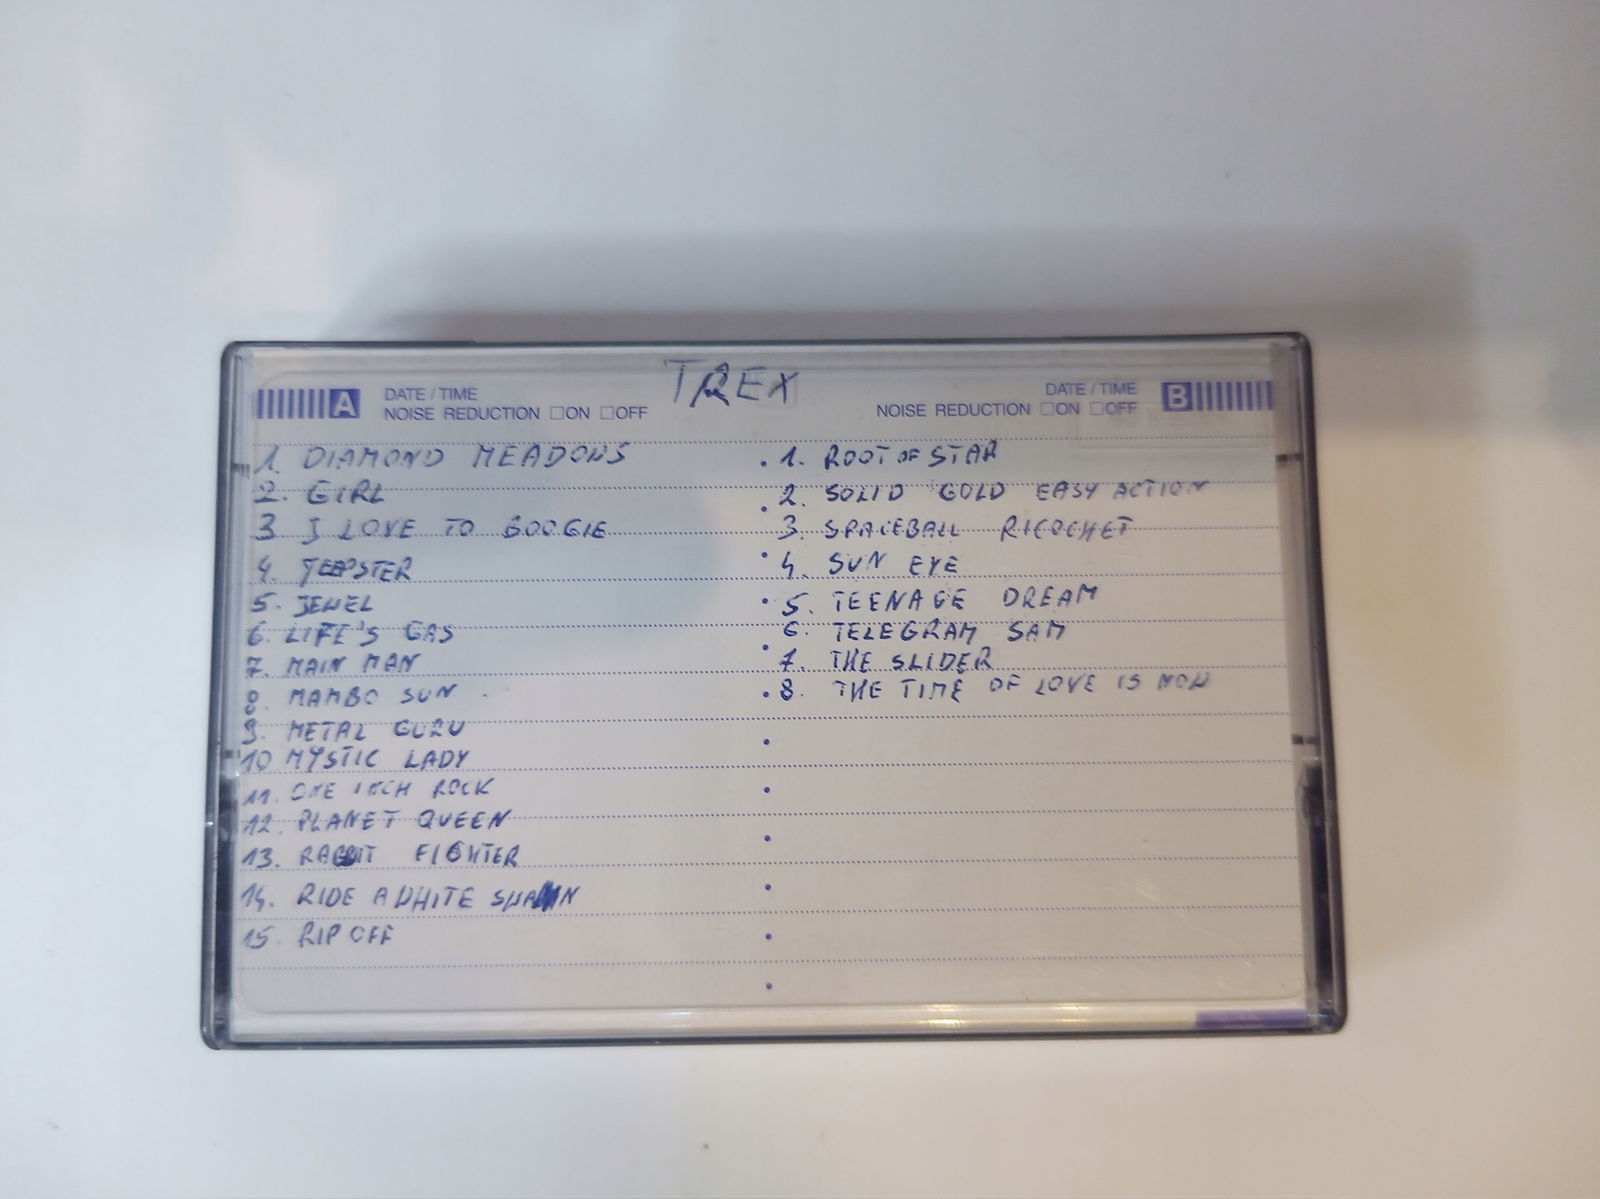 TREX
A DATE / TIME
NOISE REDUCTION ☐ON ☐OFF
DATE / TIME B
NOISE REDUCTION ☐ON ☐OFF
1. DIAMOND MEADOWS
2. GIRL
3 I LOVE TO BOOGIE
4. JEEPSTER
5. JEWEL
6. LIFE'S GAS
7. MAIN MAN
8 MAMBO SUN
9. METAL GURU
10 MYSTIC LADY
11. ONE INCH ROCK
12. PLANET QUEEN
13. RABBIT FIGHTER
14. RIDE A WHITE SWAN
15. RIP OFF
1. ROOT OF STAR
2. SOLID GOLD EASY ACTION
3. SPACEBALL RICOCHET
4. SUN EYE
5. TEENAGE DREAM
6. TELEGRAM SAM
7. THE SLIDER
8. THE TIME OF LOVE IS NOW